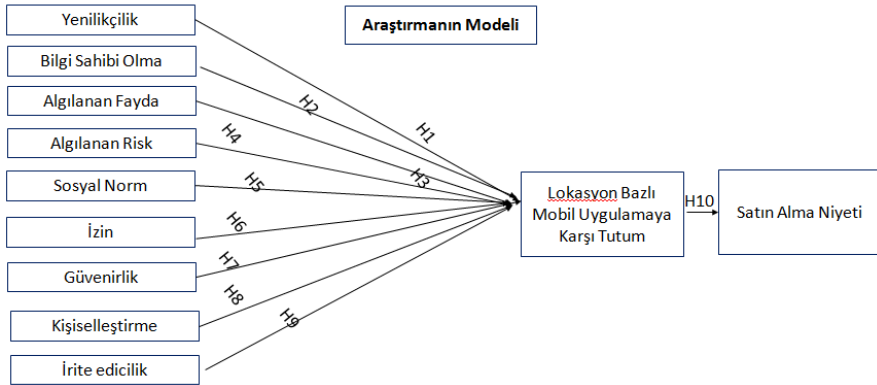 Araştırmanın Modeli
Yenilikçilik
Bilgi Sahibi Olma
Algılanan Fayda
Algılanan Risk
Sosyal Norm
İzin
Güvenirlik
Kişiselleştirme
İrite edicilik
H1
H2
H3
H4
H5
H6
H7
H8
H9
Lokasyon Bazlı
Mobil Uygulamaya
Karşı Tutum
H10
Satın Alma Niyeti